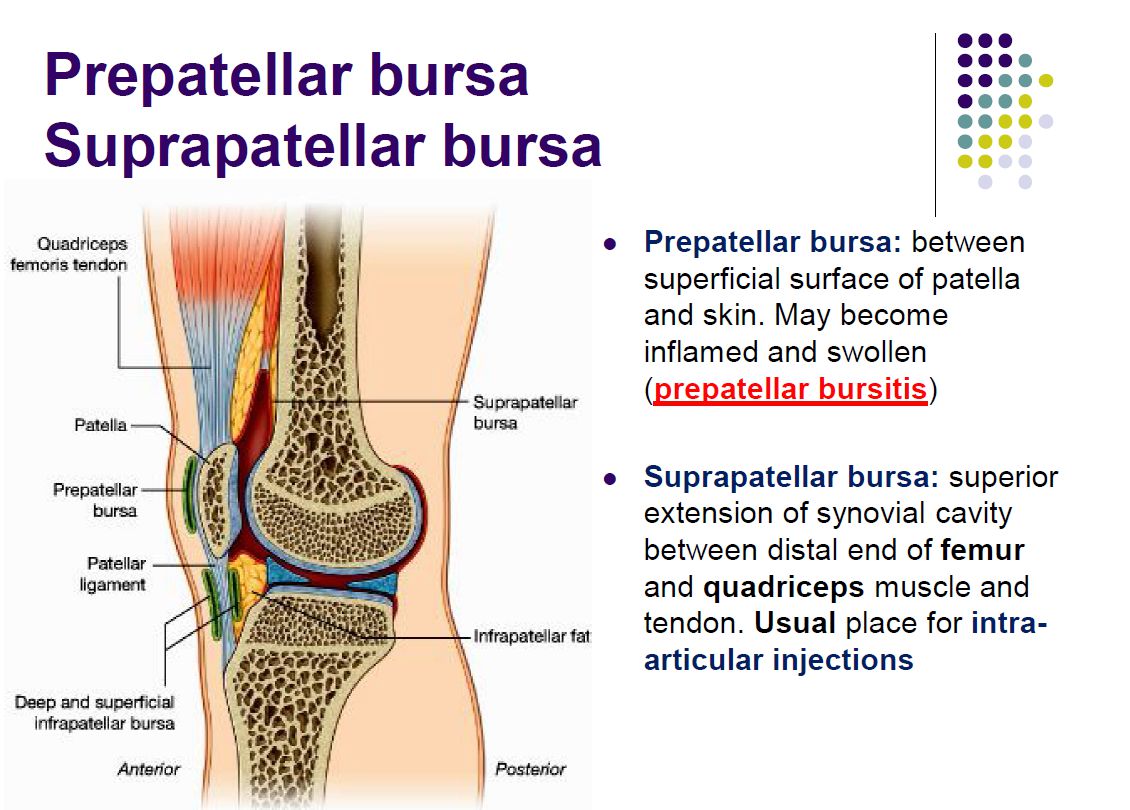 Prepatellar bursa
Suprapatellar bursa
Quadriceps
femoris tendon
Patella
Prepatellar
bursa
Patellar
ligament
Deep and superficial
infrapatellar bursa
Anterior
Suprapatellar
bursa
Infrapatellar fat
Posterior
● Prepatellar bursa: between
superficial surface of patella
and skin. May become
inflamed and swollen
(prepatellar bursitis)
● Suprapatellar bursa: superior
extension of synovial cavity
between distal end of femur
and quadriceps muscle and
tendon. Usual place for intra-
articular injections